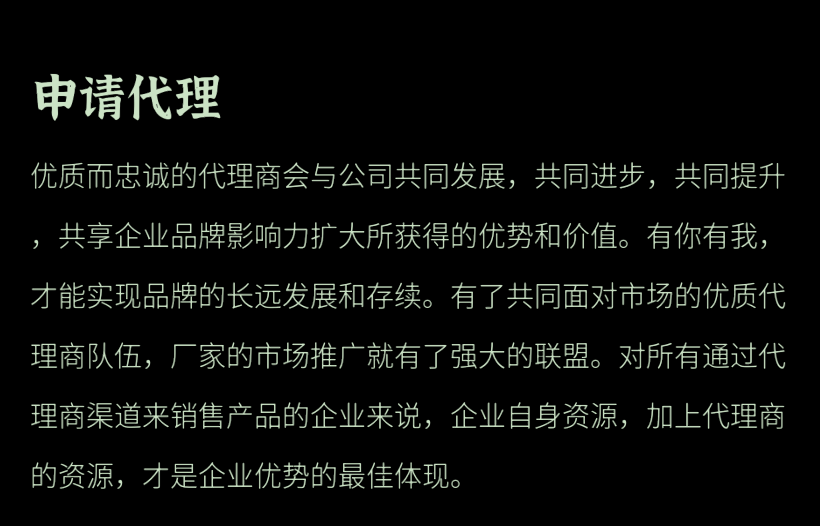 申请代理
优质而忠诚的代理商会与公司共同发展，共同进步，共同提升
，共享企业品牌影响力扩大所获得的优势和价值。有你有我，
才能实现品牌的长远发展和存续。有了共同面对市场的优质代
理商队伍，厂家的市场推广就有了强大的联盟。对所有通过代
理商渠道来销售产品的企业来说，企业自身资源，加上代理商
的资源，才是企业优势的最佳体现。